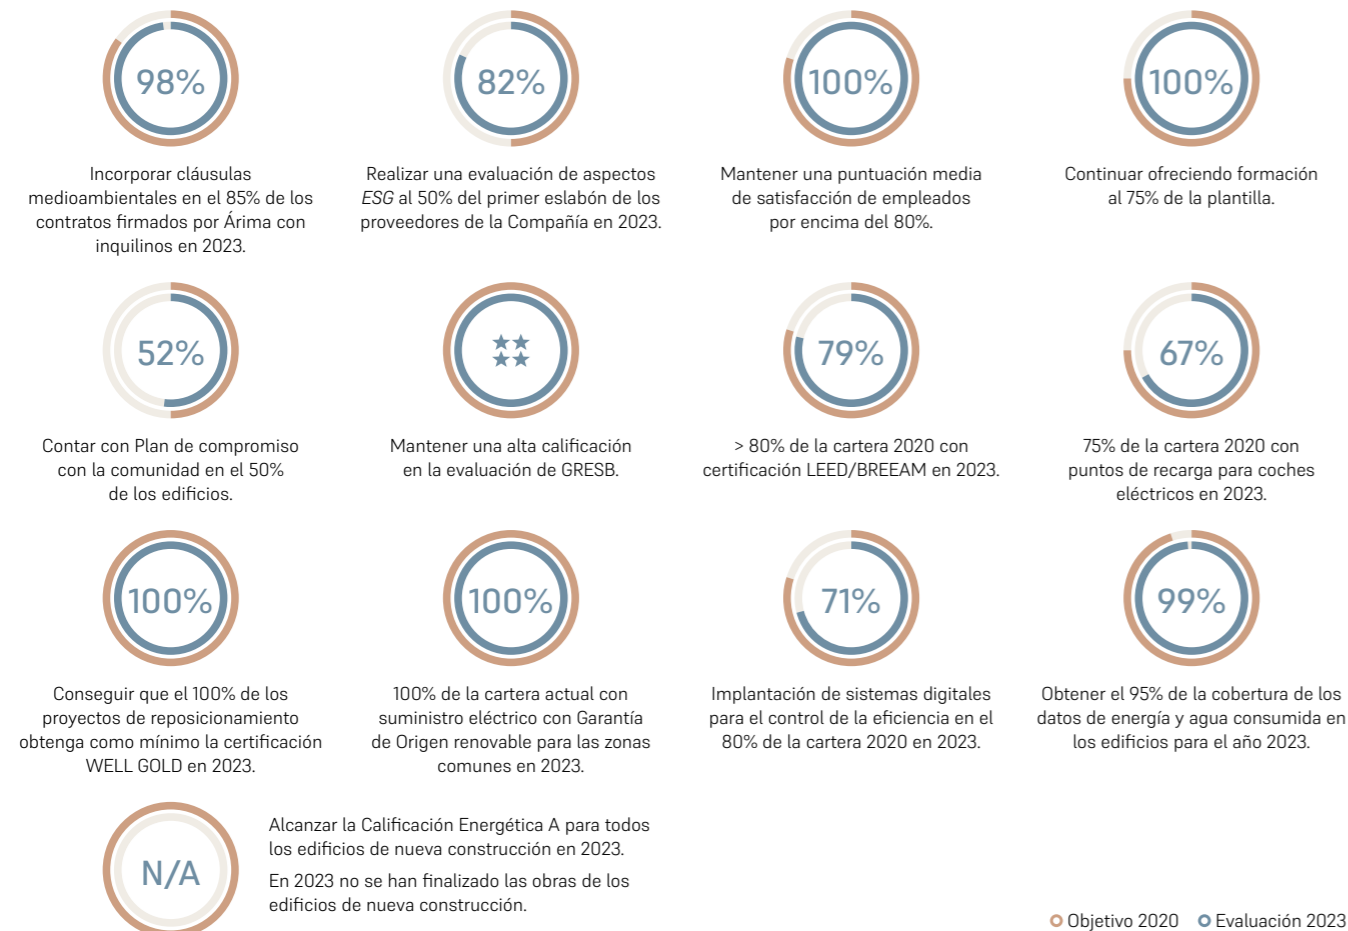 98%
Incorporar cláusulas
medioambientales en el 85% de los
contratos firmados por Árima con
inquilinos en 2023.
82%
Realizar una evaluación de aspectos
ESG al 50% del primer eslabón de los
proveedores de la Compañía en 2023.
100%
Mantener una puntuación media
de satisfacción de empleados
por encima del 80%.
100%
Continuar ofreciendo formación
al 75% de la plantilla.
52%
Contar con Plan de compromiso
con la comunidad en el 50%
de los edificios.
Mantener una alta calificación
en la evaluación de GRESB.
79%
> 80% de la cartera 2020 con
certificación LEED/BREEAM en 2023.
67%
75% de la cartera 2020 con
puntos de recarga para coches
eléctricos en 2023.
100%
Conseguir que el 100% de los
proyectos de reposicionamiento
obtenga como mínimo la certificación
WELL GOLD en 2023.
100%
100% de la cartera actual con
suministro eléctrico con Garantía
de Origen renovable para las zonas
comunes en 2023.
71%
Implantación de sistemas digitales
para el control de la eficiencia en el
80% de la cartera 2020 en 2023.
99%
Obtener el 95% de la cobertura de los
datos de energía y agua consumida en
los edificios para el año 2023.
N/A
Alcanzar la Calificación Energética A para todos
los edificios de nueva construcción en 2023.
En 2023 no se han finalizado las obras de los
edificios de nueva construcción.
Objetivo 2020
Evaluación 2023